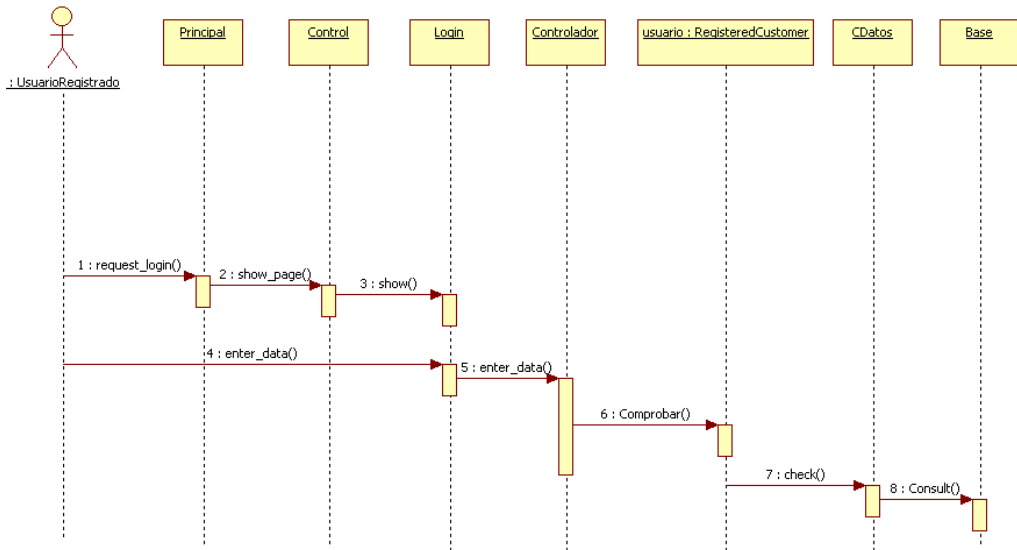 Principal
Control
Login
Controlador
usuario : RegisteredCustomer
CDatos
Base
: UsuarioRegistrado
1 : request_login()
2 : show_page()
3 : show()
4 : enter_data()
5 : enter_data()
6 : Comprobar()
7 : check()
8 : Consult()